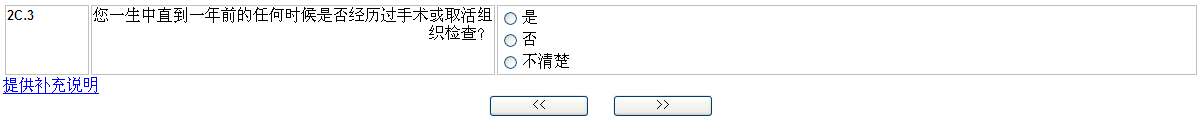 2C.3
您一生中直到一年前的任何时候是否经历过手术或取活组
织检查?
是
否
不清楚
提供补充说明
<<
>>